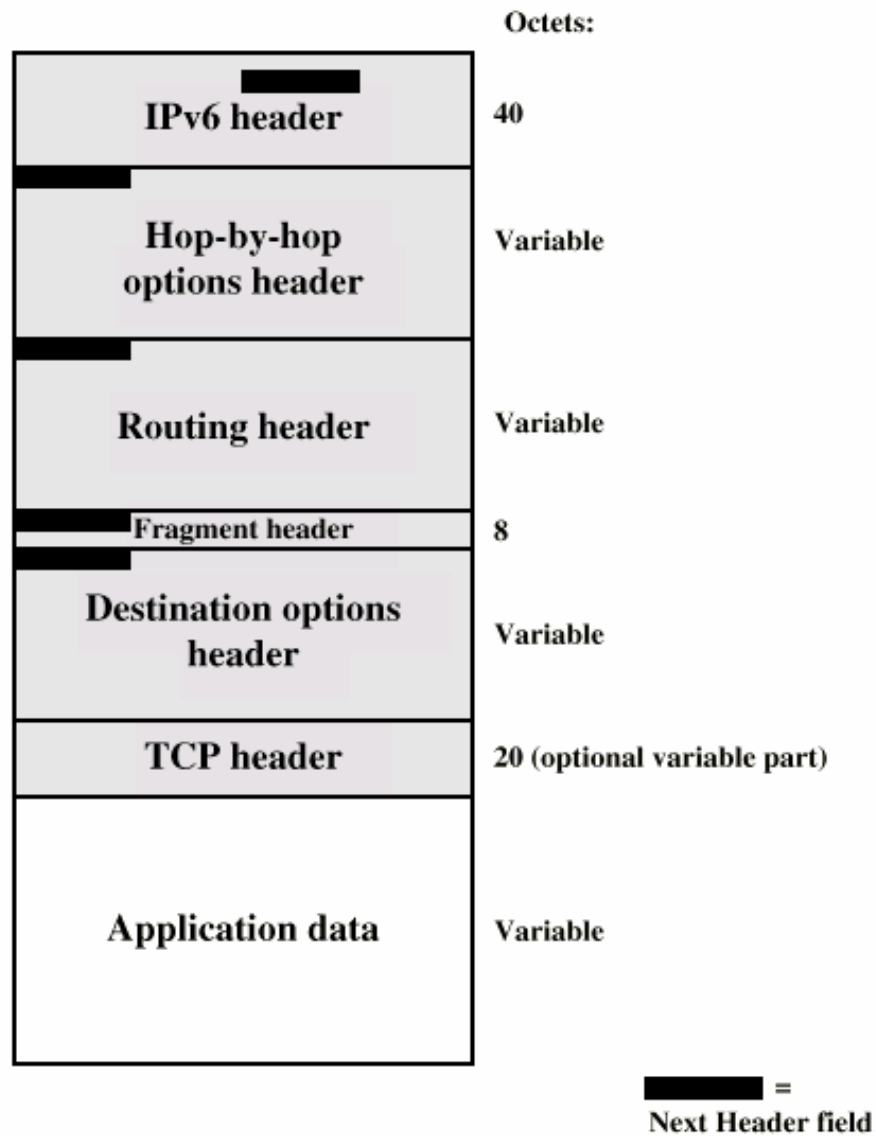 Octets:
IPv6 header
40
Hop-by-hop
options header
Variable
Routing header
Variable
Fragment header
8
Destination options
header
Variable
TCP header
20 (optional variable part)
Application data
Variable
=
Next Header field